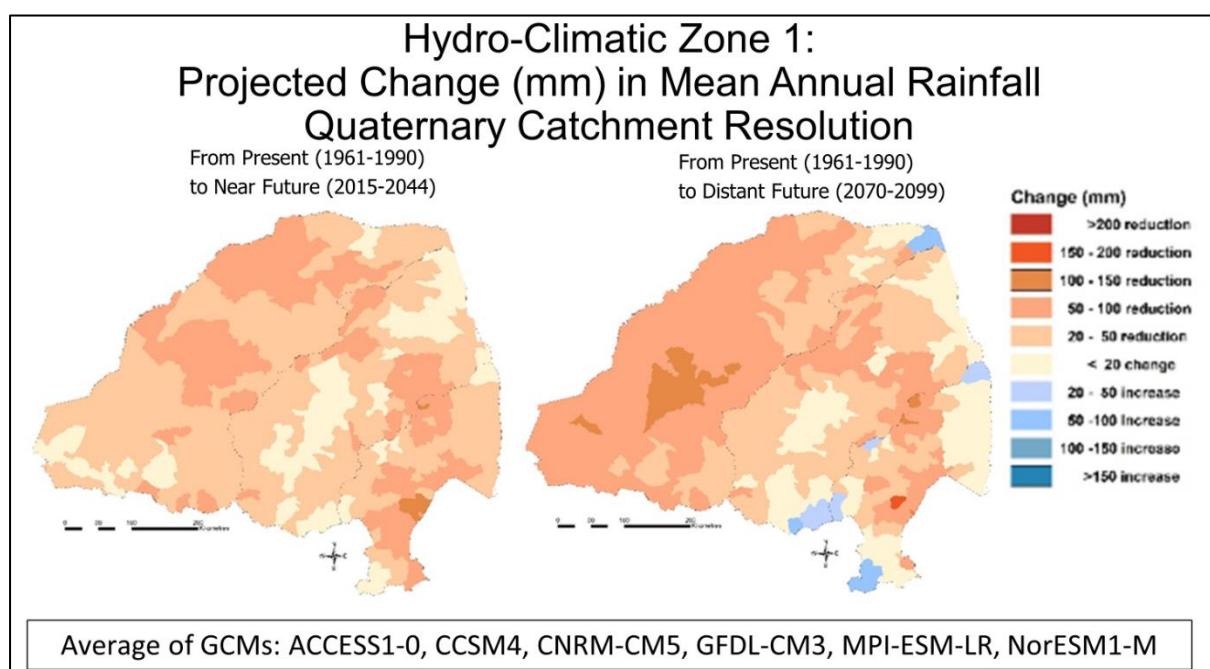 Hydro-Climatic Zone 1:
Projected Change (mm) in Mean Annual Rainfall
Quaternary Catchment Resolution
From Present (1961-1990)
to Near Future (2015-2044)
From Present (1961-1990)
to Distant Future (2070-2099)
Change (mm)
>200 reduction
150 - 200 reduction
100 - 150 reduction
50 - 100 reduction
20 - 50 reduction
< 20 change
20 - 50 increase
50 -100 increase
100 -150 increase
>150 increase
Average of GCMs: ACCESS1-0, CCSM4, CNRM-CM5, GFDL-CM3, MPI-ESM-LR, NorESM1-M